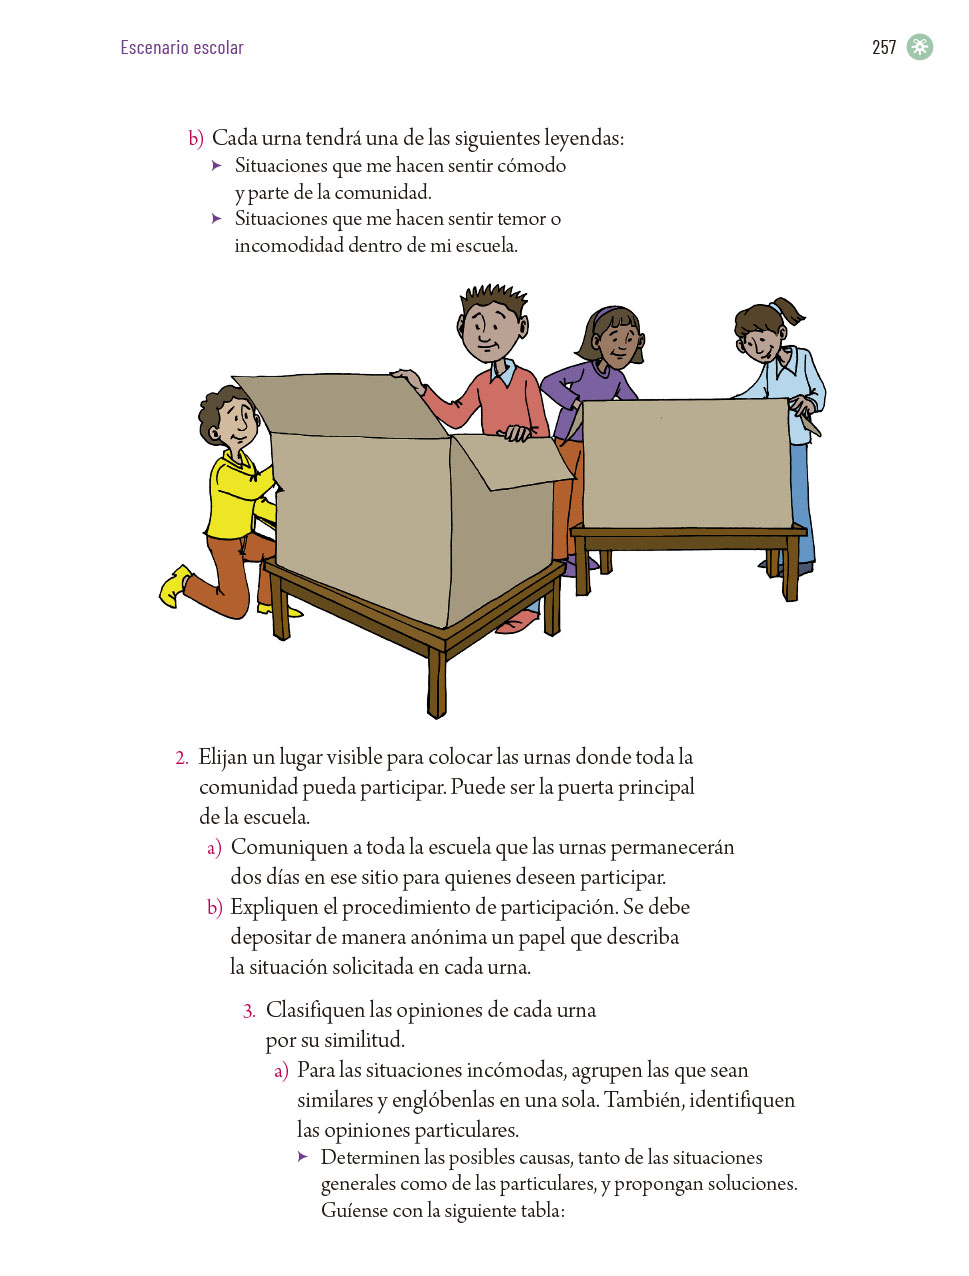 Escenario escolar
257
b) Cada urna tendrá una de las siguientes leyendas:
➤ Situaciones que me hacen sentir cómodo
y parte de la comunidad.
➤ Situaciones que me hacen sentir temor o
incomodidad dentro de mi escuela.
2. Elijan un lugar visible para colocar las urnas donde toda la
comunidad pueda participar. Puede ser la puerta principal
de la escuela.
a) Comuniquen a toda la escuela que las urnas permanecerán
dos días en ese sitio para quienes deseen participar.
b) Expliquen el procedimiento de participación. Se debe
depositar de manera anónima un papel que describa
la situación solicitada en cada urna.
3. Clasifiquen las opiniones de cada urna
por su similitud.
a) Para las situaciones incómodas, agrupen las que sean
similares y englóbenlas en una sola. También, identifiquen
las opiniones particulares.
➤ Determinen las posibles causas, tanto de las situaciones
generales como de las particulares, y propongan soluciones.
Guíense con la siguiente tabla: